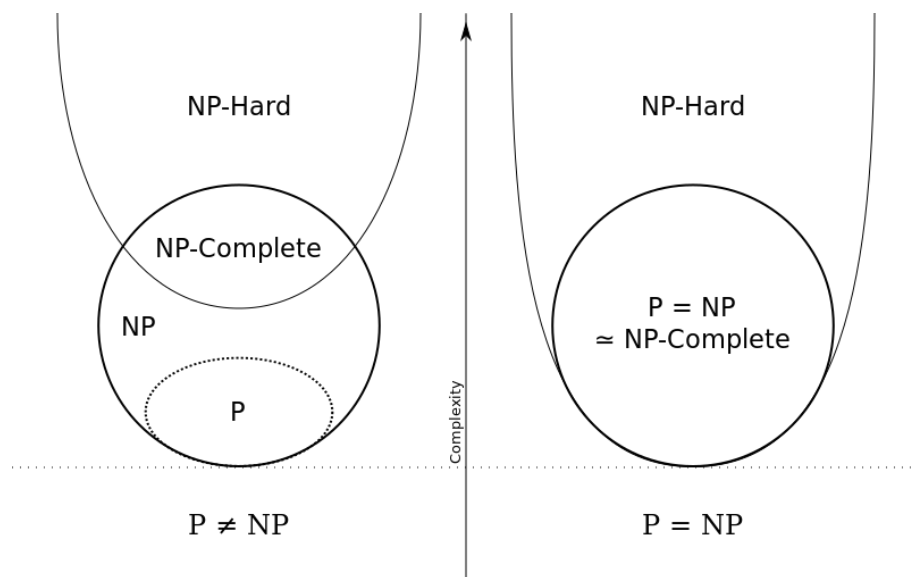 NP-Hard
NP-Complete
NP
P
P ≠ NP
Complexity
NP-Hard
P = NP
≃ NP-Complete
P = NP